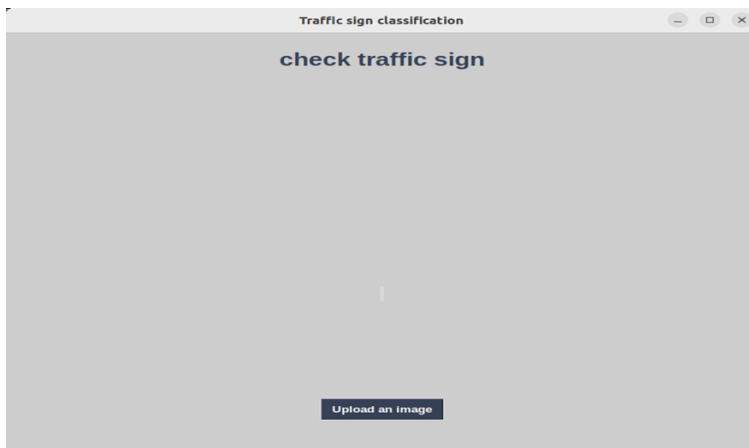 Traffic sign classification
check traffic sign
Upload an image